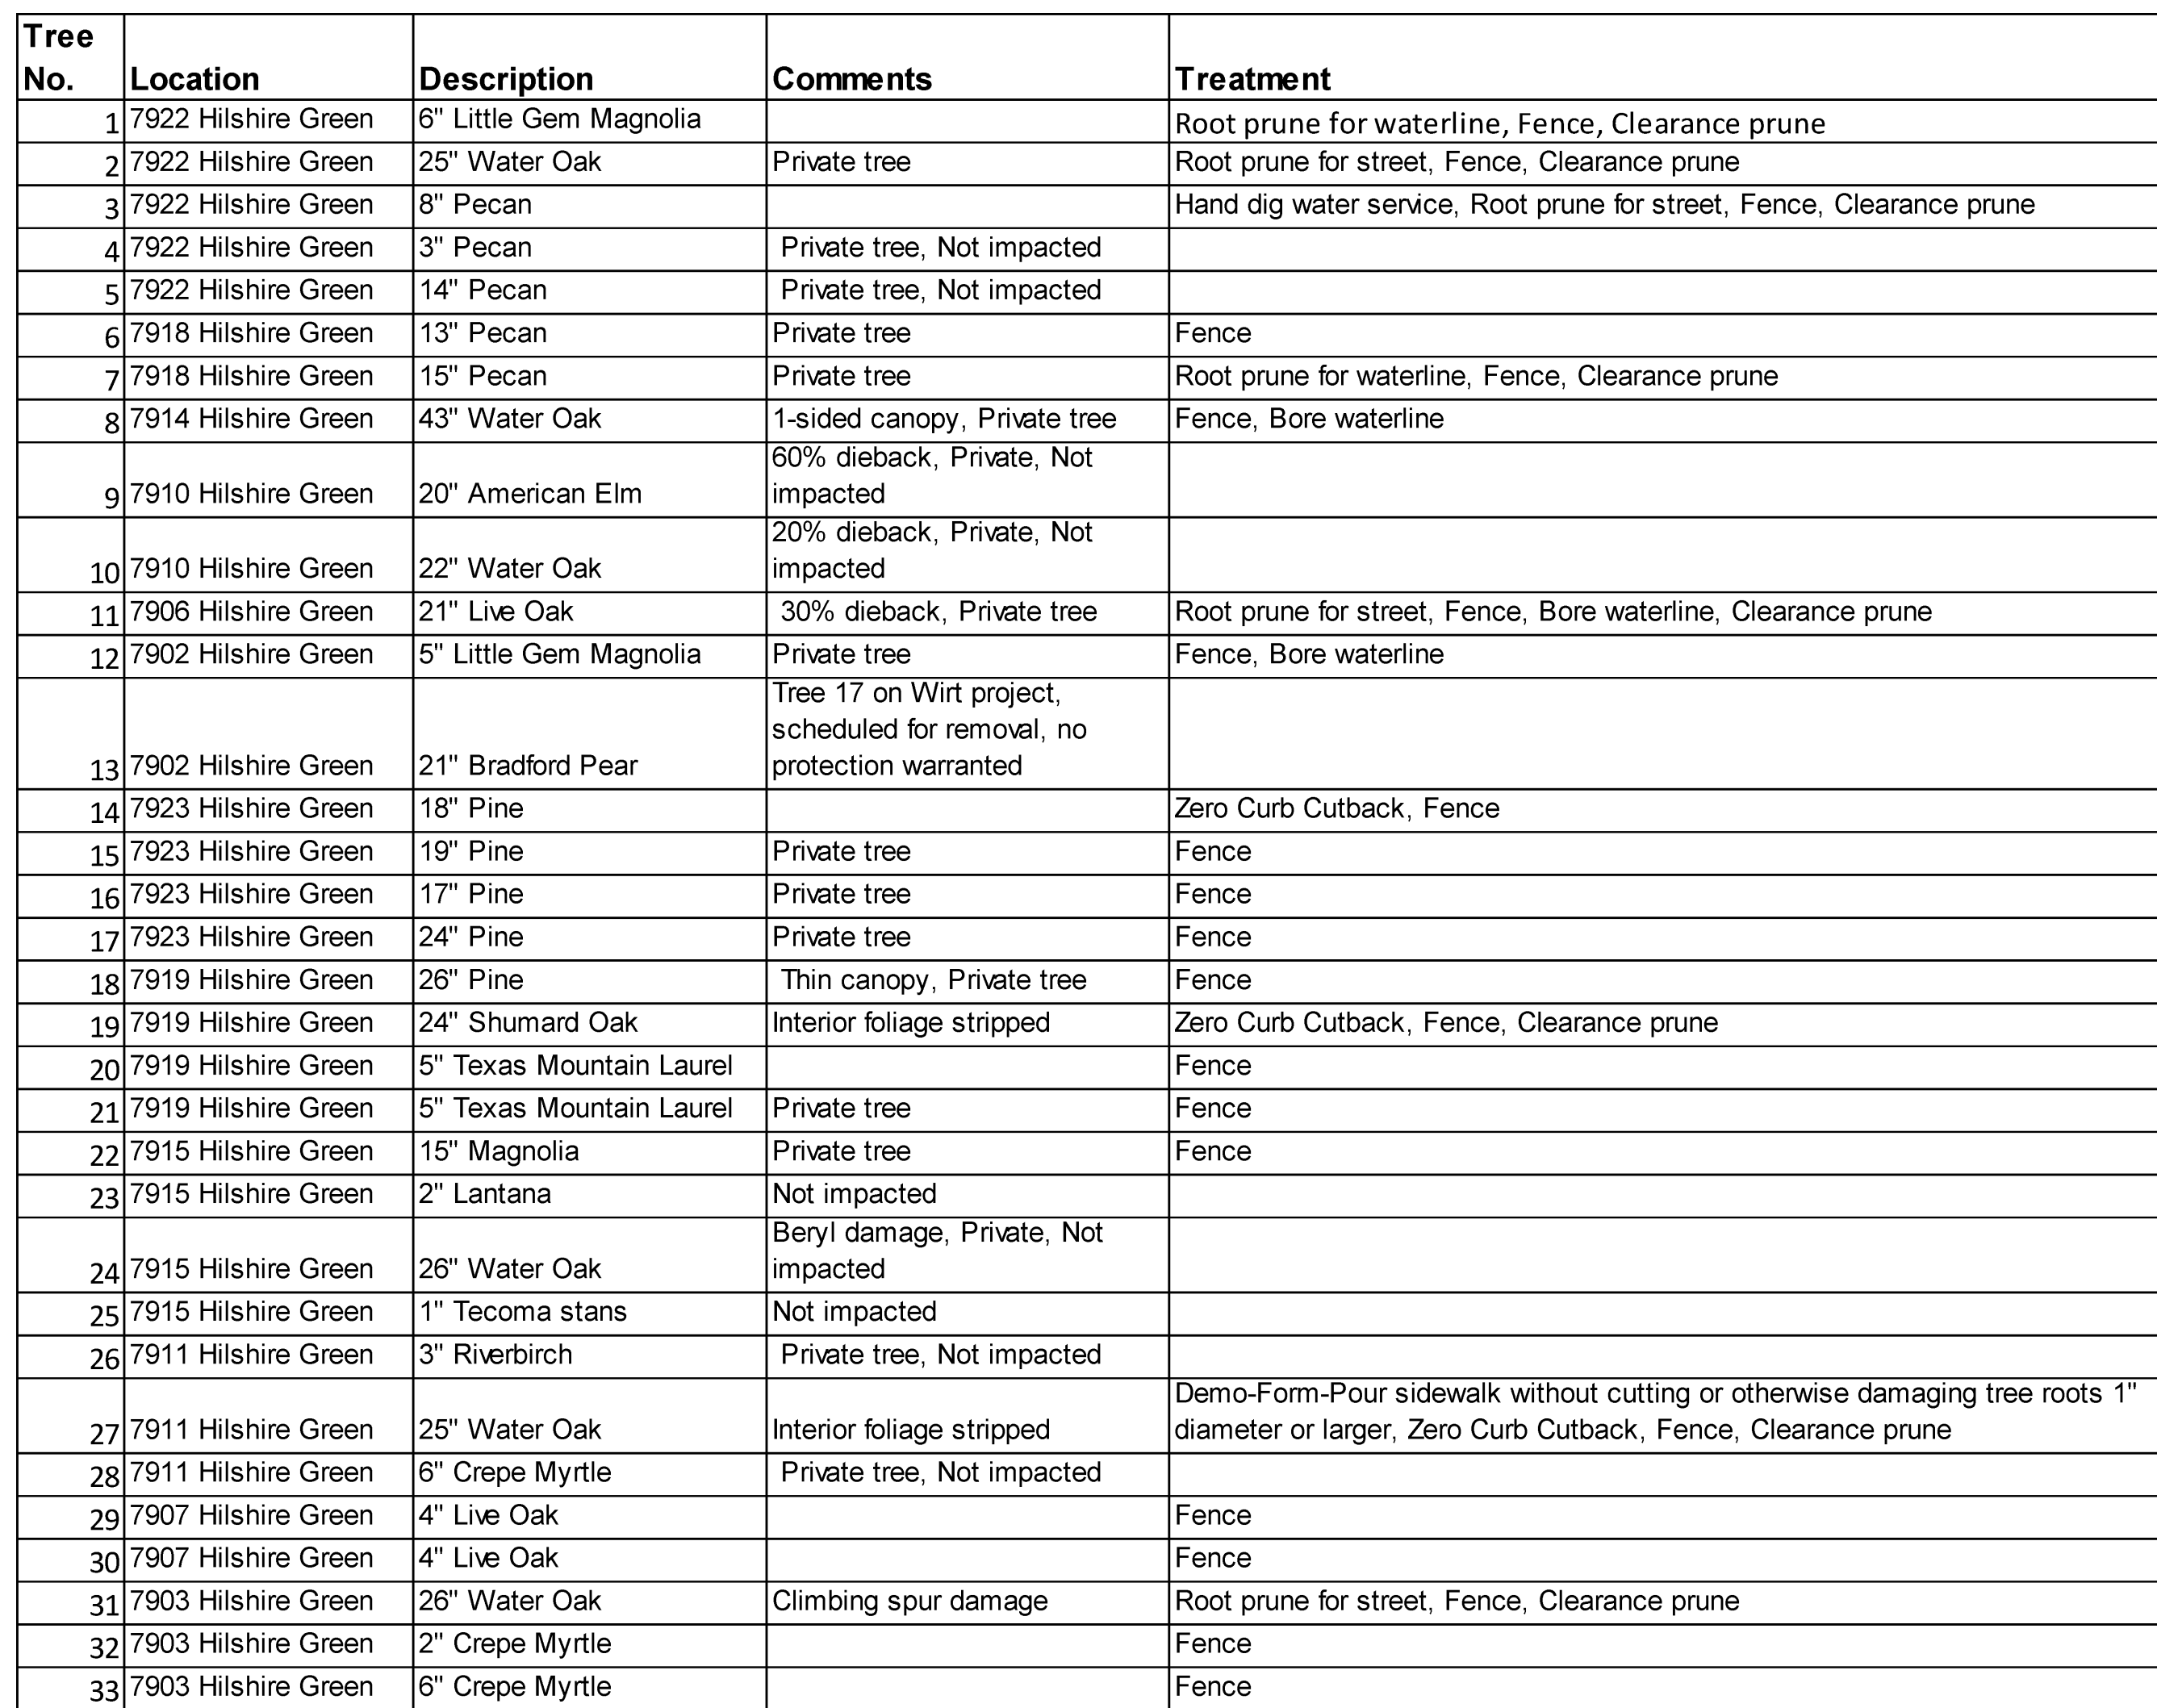 Tree No. Location Description Comments Treatment
1 7922 Hilshire Green 6" Little Gem Magnolia Root prune for waterline, Fence, Clearance prune
2 7922 Hilshire Green 25" Water Oak Private tree Root prune for street, Fence, Clearance prune
3 7922 Hilshire Green 8" Pecan Hand dig water service, Root prune for street, Fence, Clearance prune
4 7922 Hilshire Green 3" Pecan Private tree, Not impacted
5 7922 Hilshire Green 14" Pecan Private tree, Not impacted
6 7918 Hilshire Green 13" Pecan Private tree Fence
7 7918 Hilshire Green 15" Pecan Private tree Root prune for waterline, Fence, Clearance prune
8 7914 Hilshire Green 43" Water Oak 1-sided canopy, Private tree Fence, Bore waterline
9 7910 Hilshire Green 20" American Elm 60% dieback, Private, Not impacted
10 7910 Hilshire Green 22" Water Oak 20% dieback, Private, Not impacted
11 7906 Hilshire Green 21" Live Oak 30% dieback, Private tree Root prune for street, Fence, Bore waterline, Clearance prune
12 7902 Hilshire Green 5" Little Gem Magnolia Private tree Fence, Bore waterline
13 7902 Hilshire Green 21" Bradford Pear Tree 17 on Wirt project, scheduled for removal, no protection warranted
14 7923 Hilshire Green 18" Pine Zero Curb Cutback, Fence
15 7923 Hilshire Green 19" Pine Private tree Fence
16 7923 Hilshire Green 17" Pine Private tree Fence
17 7923 Hilshire Green 24" Pine Private tree Fence
18 7919 Hilshire Green 26" Pine Thin canopy, Private tree Fence
19 7919 Hilshire Green 24" Shumard Oak Interior foliage stripped Zero Curb Cutback, Fence, Clearance prune
20 7919 Hilshire Green 5" Texas Mountain Laurel Fence
21 7919 Hilshire Green 5" Texas Mountain Laurel Private tree Fence
22 7915 Hilshire Green 15" Magnolia Private tree Fence
23 7915 Hilshire Green 2" Lantana Not impacted
24 7915 Hilshire Green 26" Water Oak Beryl damage, Private, Not impacted
25 7915 Hilshire Green 1" Tecoma stans Not impacted
26 7911 Hilshire Green 3" Riverbirch Private tree, Not impacted
27 7911 Hilshire Green 25" Water Oak Interior foliage stripped Demo-Form-Pour sidewalk without cutting or otherwise damaging tree roots 1" diameter or larger, Zero Curb Cutback, Fence, Clearance prune
28 7911 Hilshire Green 6" Crepe Myrtle Private tree, Not impacted
29 7907 Hilshire Green 4" Live Oak Fence
30 7907 Hilshire Green 4" Live Oak Fence
31 7903 Hilshire Green 26" Water Oak Climbing spur damage Root prune for street, Fence, Clearance prune
32 7903 Hilshire Green 2" Crepe Myrtle Fence
33 7903 Hilshire Green 6" Crepe Myrtle Fence